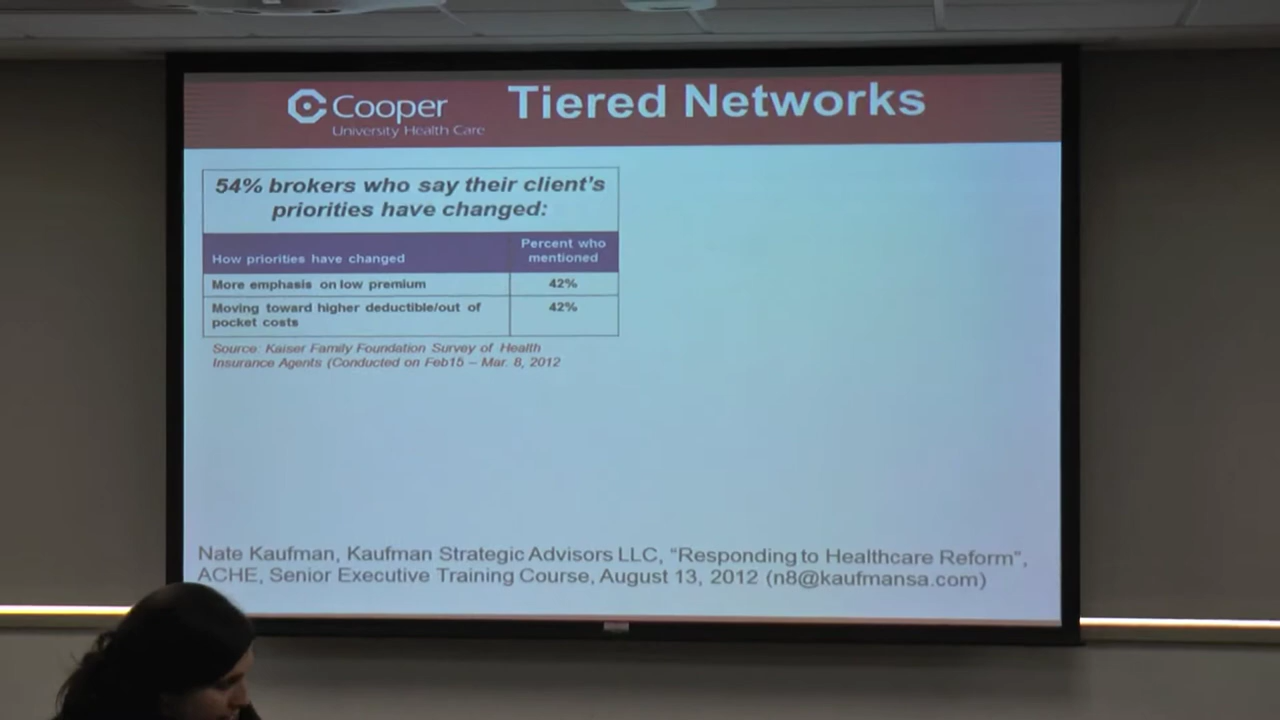 Cooper
University Health Care
Tiered Networks
54% brokers who say their client's
priorities have changed:
How priorities have changed
Percent who
mentioned
More emphasis on low premium
42%
Moving toward higher deductible/out of
pocket costs
42%
Source: Kaiser Family Foundation Survey of Health
Insurance Agents (Conducted on Feb15 – Mar. 8, 2012
Nate Kaufman, Kaufman Strategic Advisors LLC, "Responding to Healthcare Reform",
ACHE, Senior Executive Training Course, August 13, 2012 (n8@kaufmansa.com)